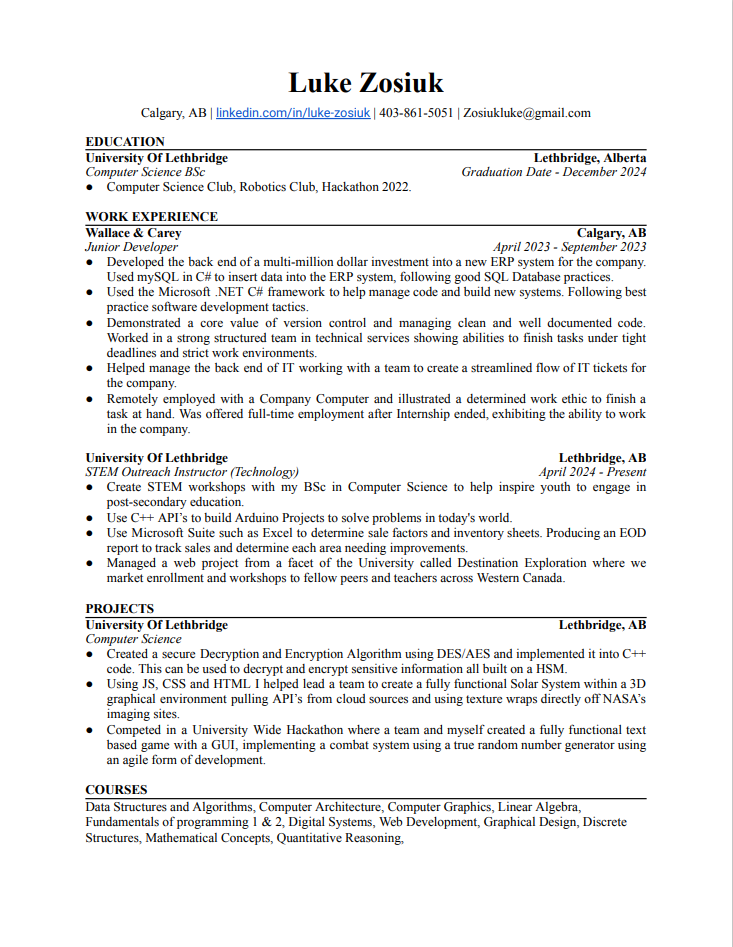 Luke Zosiuk
Calgary, AB | linkedin.com/in/luke-zosiuk | 403-861-5051 | Zosiukluke@gmail.com
EDUCATION
University Of Lethbridge Lethbridge, Alberta
Computer Science BSc Graduation Date - December 2024
● Computer Science Club, Robotics Club, Hackathon 2022.
WORK EXPERIENCE
Wallace & Carey Calgary, AB
Junior Developer April 2023 - September 2023
● Developed the back end of a multi-million dollar investment into a new ERP system for the company.
Used mySQL in C# to insert data into the ERP system, following good SQL Database practices.
● Used the Microsoft .NET C# framework to help manage code and build new systems. Following best
practice software development tactics.
● Demonstrated a core value of version control and managing clean and well documented code.
Worked in a strong structured team in technical services showing abilities to finish tasks under tight
deadlines and strict work environments.
● Helped manage the back end of IT working with a team to create a streamlined flow of IT tickets for
the company.
● Remotely employed with a Company Computer and illustrated a determined work ethic to finish a
task at hand. Was offered full-time employment after Internship ended, exhibiting the ability to work
in the company.
University Of Lethbridge Lethbridge, AB
STEM Outreach Instructor (Technology) April 2024 - Present
● Create STEM workshops with my BSc in Computer Science to help inspire youth to engage in
post-secondary education.
● Use C++ API’s to build Arduino Projects to solve problems in today's world.
● Use Microsoft Suite such as Excel to determine sale factors and inventory sheets. Producing an EOD
report to track sales and determine each area needing improvements.
● Managed a web project from a facet of the University called Destination Exploration where we
market enrollment and workshops to fellow peers and teachers across Western Canada.
PROJECTS
University Of Lethbridge Lethbridge, AB
Computer Science
● Created a secure Decryption and Encryption Algorithm using DES/AES and implemented it into C++
code. This can be used to decrypt and encrypt sensitive information all built on a HSM.
● Using JS, CSS and HTML I helped lead a team to create a fully functional Solar System within a 3D
graphical environment pulling API’s from cloud sources and using texture wraps directly off NASA’s
imaging sites.
● Competed in a University Wide Hackathon where a team and myself created a fully functional text
based game with a GUI, implementing a combat system using a true random number generator using
an agile form of development.
COURSES
Data Structures and Algorithms, Computer Architecture, Computer Graphics, Linear Algebra,
Fundamentals of programming 1 & 2, Digital Systems, Web Development, Graphical Design, Discrete
Structures, Mathematical Concepts, Quantitative Reasoning,